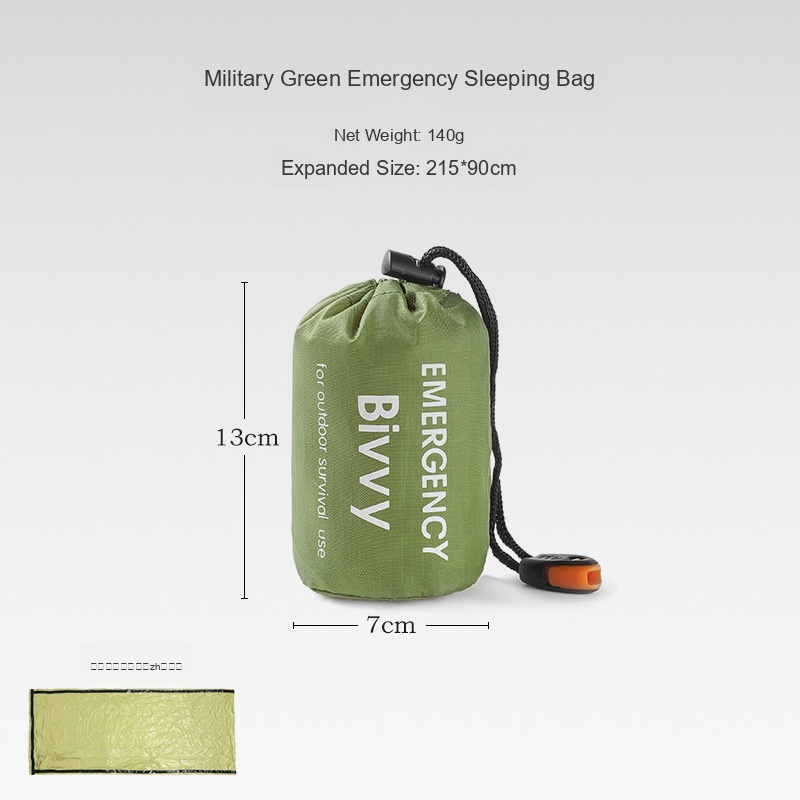 Military Green Emergency Sleeping Bag
Net Weight: 140g
Expanded Size: 215*90cm
EMERGENCY
Bivvy
for outdoor survival use
13cm
7cm